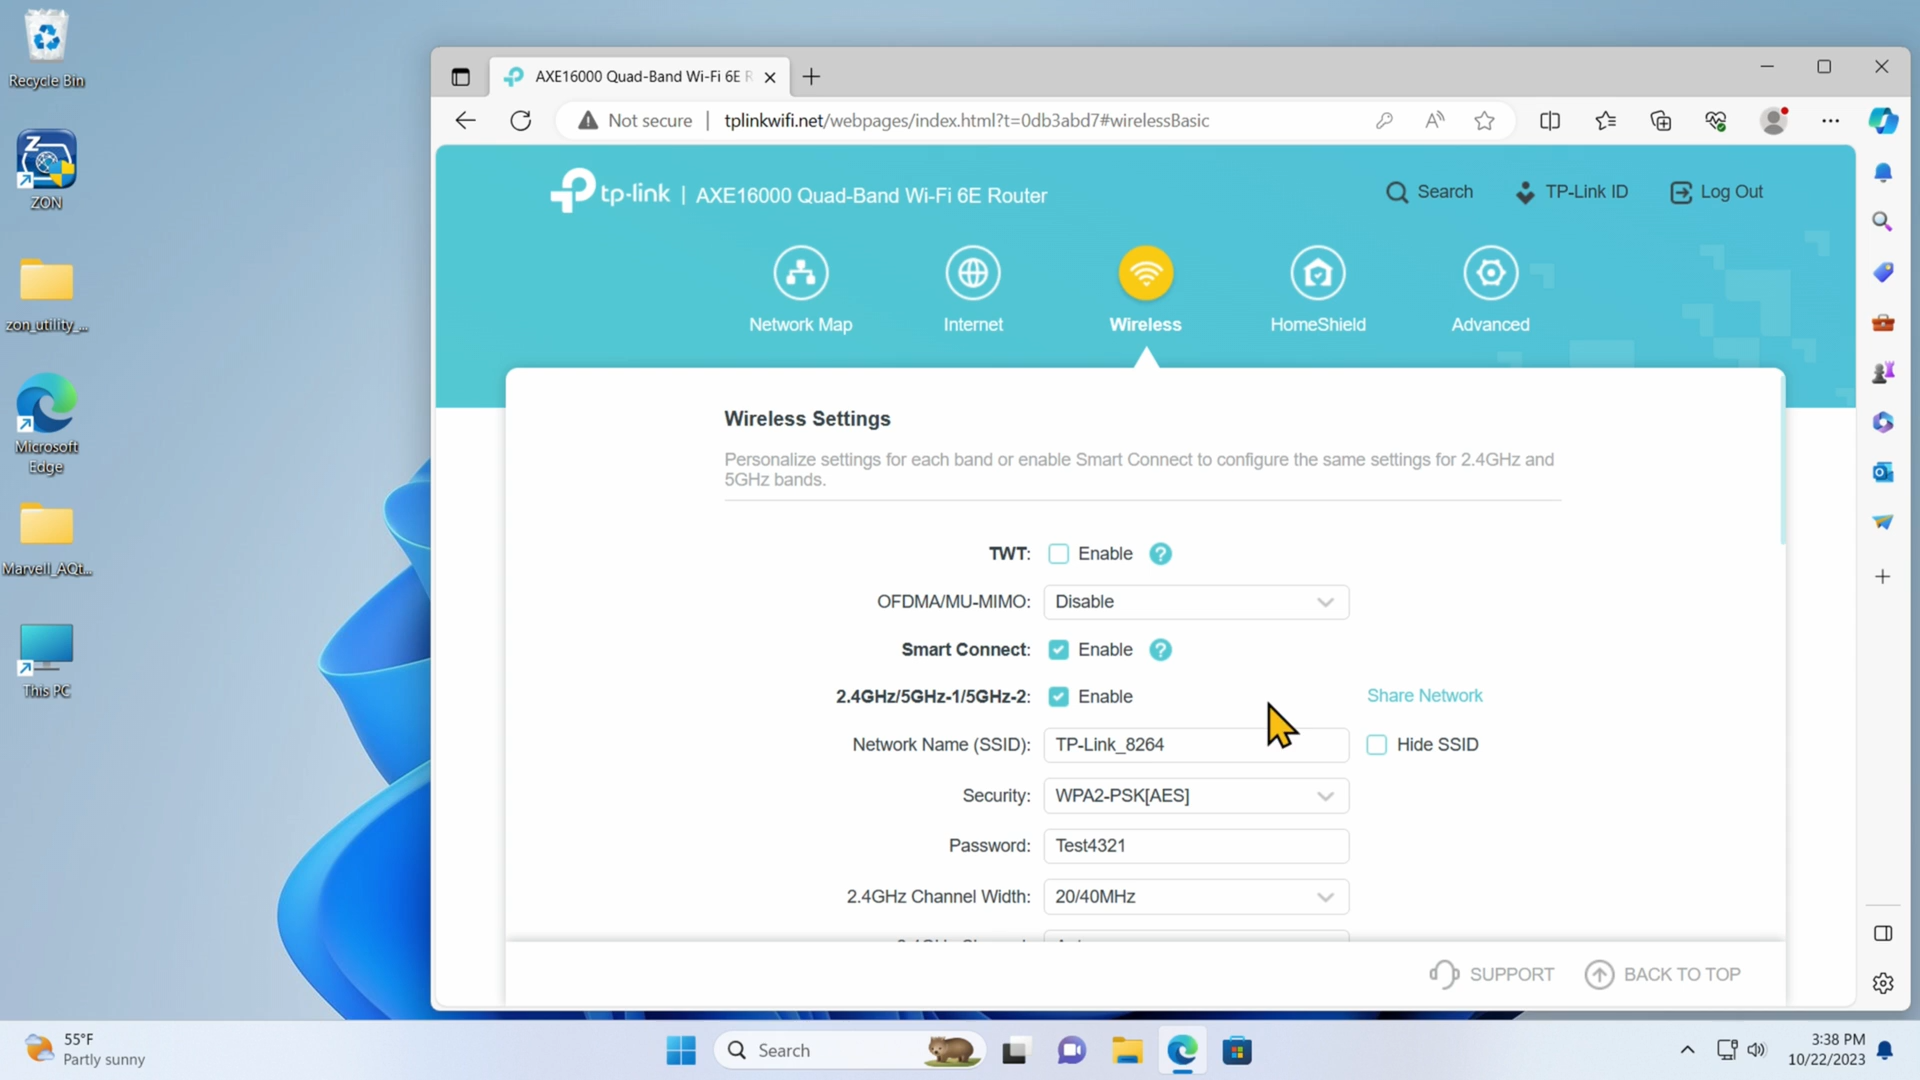 Recycle Bin
ZON
zon_utility_...
Microsoft
Edge
Marvell_AQt...
This PC
AXE16000 Quad-Band Wi-Fi 6E R
Not secure | tplinkwifi.net/webpages/index.html?t=0db3abd7#wirelessBasic
tp-link | AXE16000 Quad-Band Wi-Fi 6E Router
Search
TP-Link ID
Log Out
Network Map
Internet
Wireless
HomeShield
Advanced
Wireless Settings
Personalize settings for each band or enable Smart Connect to configure the same settings for 2.4GHz and
5GHz bands.
TWT: Enable ?
OFDMA/MU-MIMO: Disable
Smart Connect: Enable ?
2.4GHz/5GHz-1/5GHz-2: Enable Share Network
Network Name (SSID): TP-Link_8264 Hide SSID
Security: WPA2-PSK[AES]
Password: Test4321
2.4GHz Channel Width: 20/40MHz
SUPPORT
BACK TO TOP
55°F
Partly sunny
Search
3:38 PM
10/22/2023